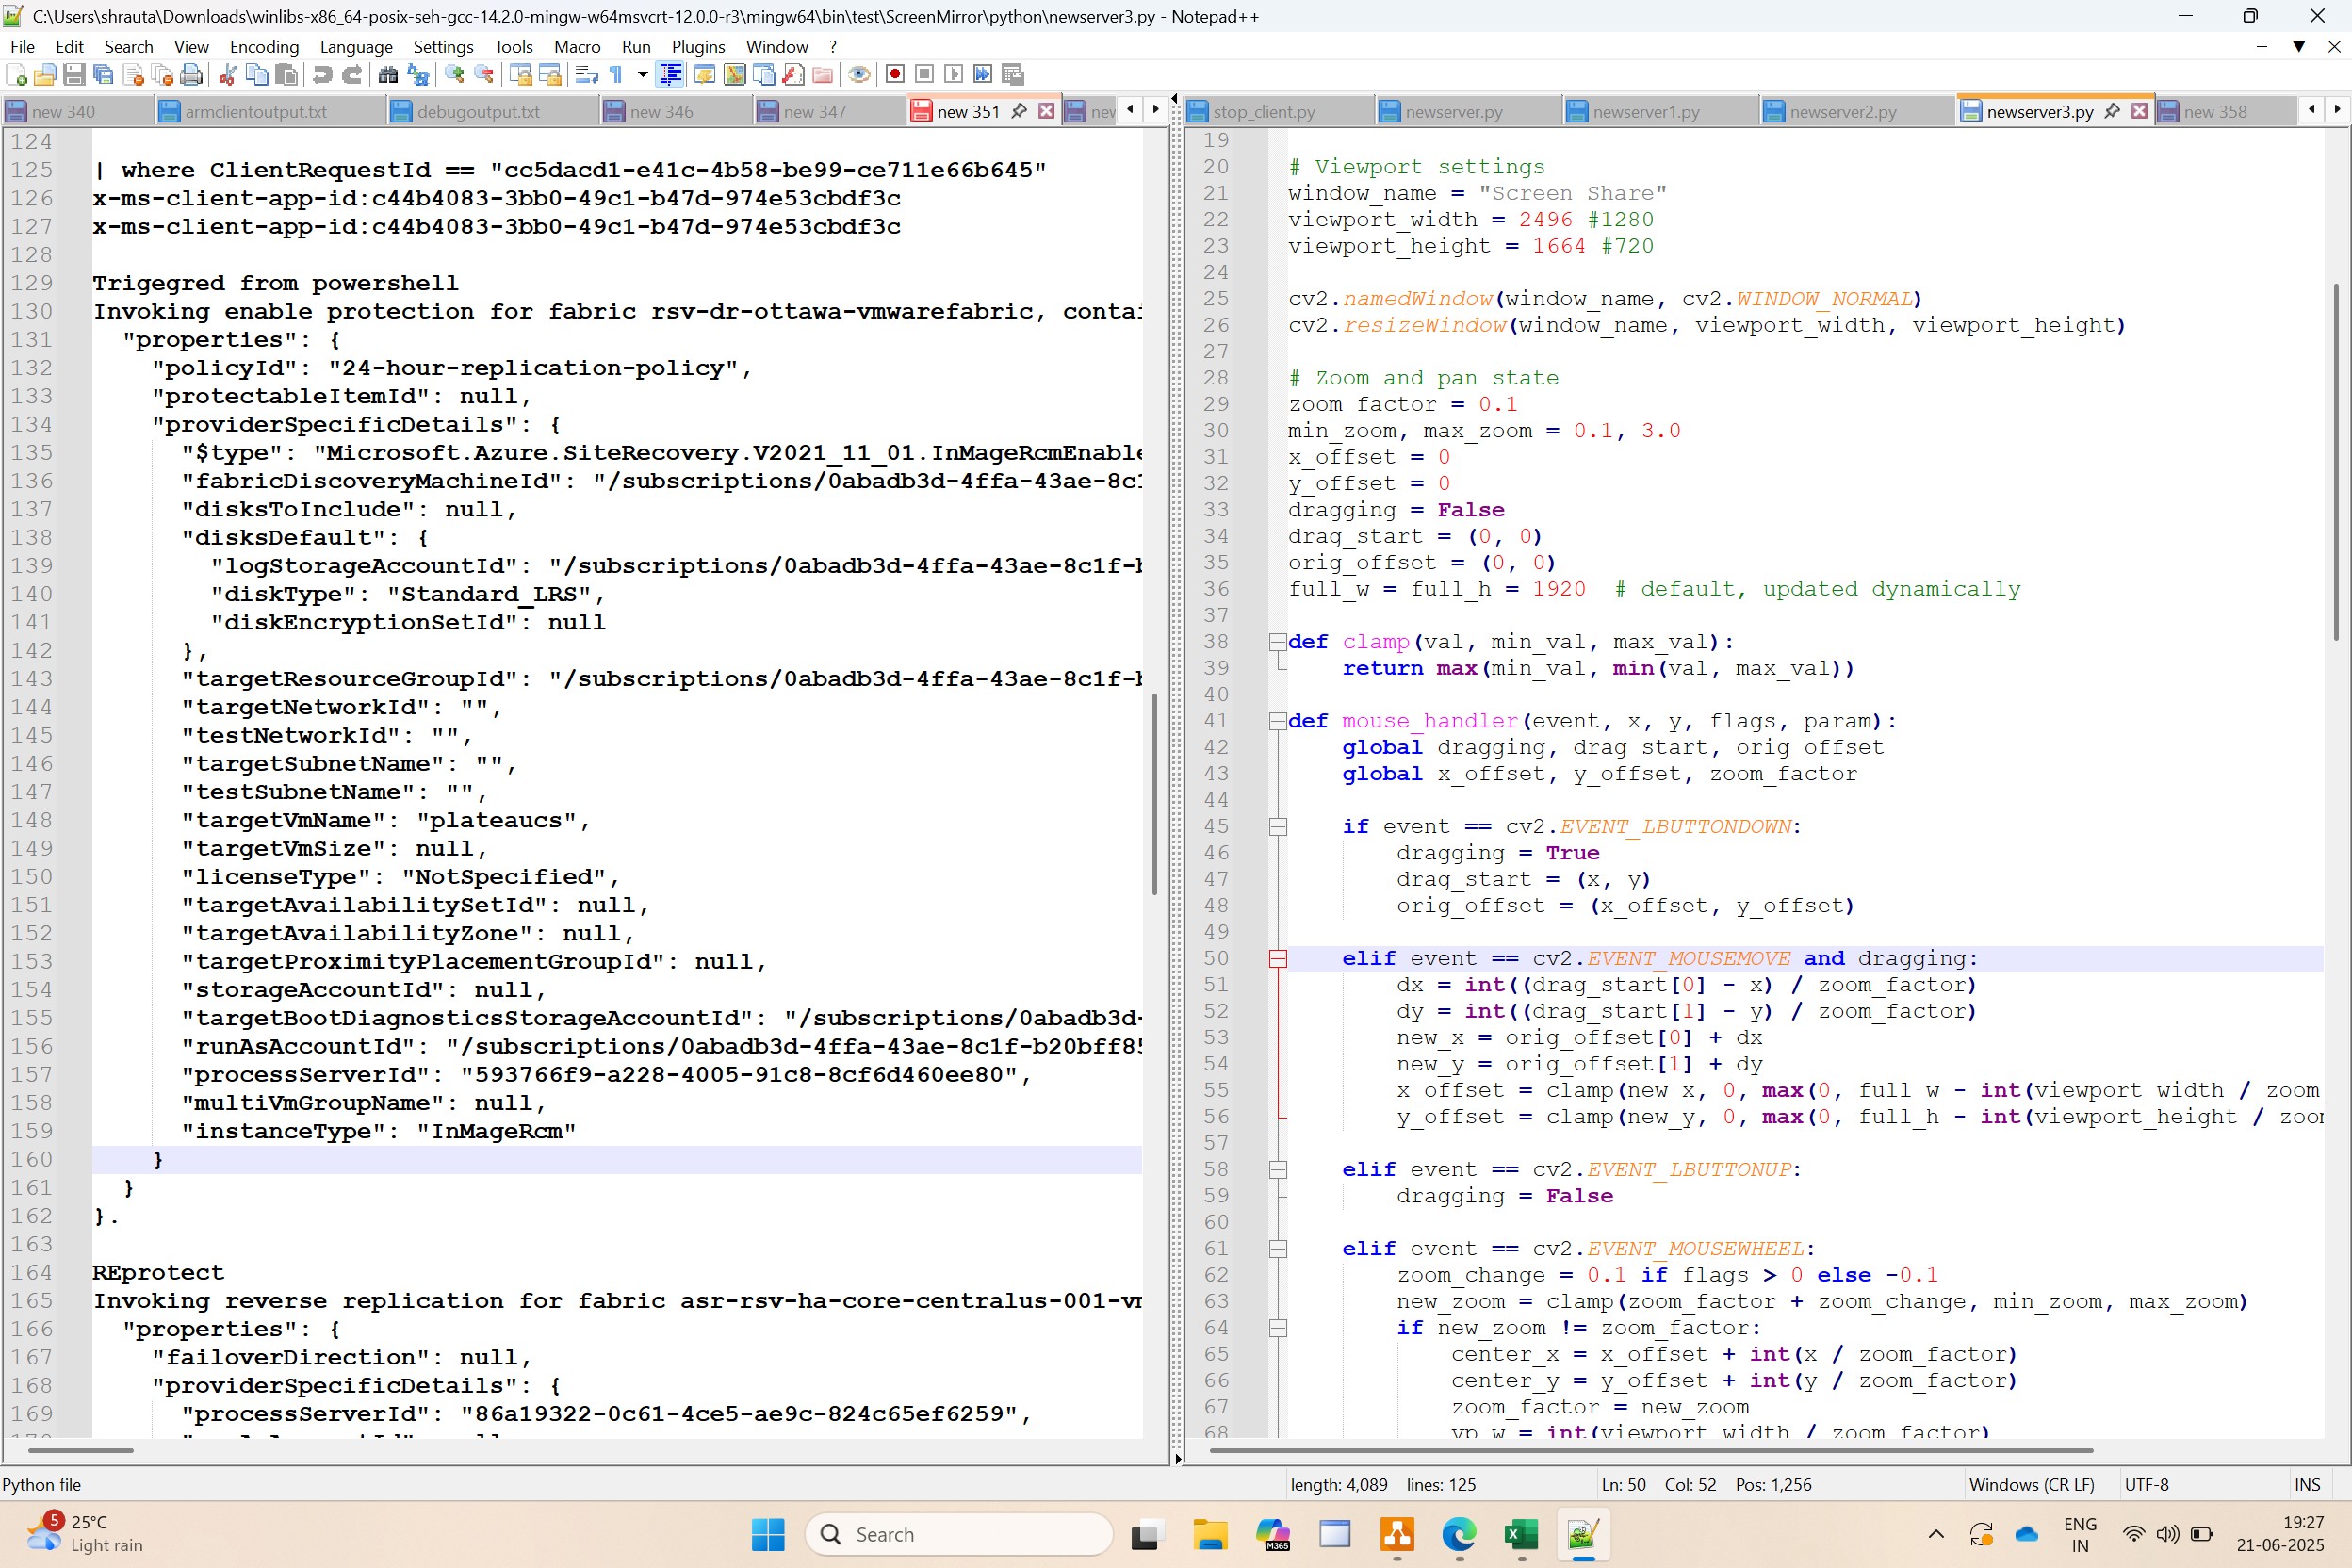 C:\Users\shrauta\Downloads\winlibs-x86_64-posix-seh-gcc-14.2.0-mingw-w64msvcrt-12.0.0-r3\mingw64\bin\test\ScreenMirror\python\newserver3.py - Notepad++
File Edit Search View Encoding Language Settings Tools Macro Run Plugins Window ?
new 340 armclientoutput.txt debugoutput.txt new 346 new 347 new 351 new
124
125 | where ClientRequestId == "cc5dacd1-e41c-4b58-be99-ce711e66b645"
126 x-ms-client-app-id:c44b4083-3bb0-49c1-b47d-974e53cbdf3c
127 x-ms-client-app-id:c44b4083-3bb0-49c1-b47d-974e53cbdf3c
128
129 Trigegred from powershell
130 Invoking enable protection for fabric rsv-dr-ottawa-vmwarefabric, contai
131 "properties": {
132 "policyId": "24-hour-replication-policy",
133 "protectableItemId": null,
134 "providerSpecificDetails": {
135 "$type": "Microsoft.Azure.SiteRecovery.V2021_11_01.InMageRcmEnable
136 "fabricDiscoveryMachineId": "/subscriptions/0abadb3d-4ffa-43ae-8c1
137 "disksToInclude": null,
138 "disksDefault": {
139 "logStorageAccountId": "/subscriptions/0abadb3d-4ffa-43ae-8c1f-b
140 "diskType": "Standard_LRS",
141 "diskEncryptionSetId": null
142 },
143 "targetResourceGroupId": "/subscriptions/0abadb3d-4ffa-43ae-8c1f-b
144 "targetNetworkId": "",
145 "testNetworkId": "",
146 "targetSubnetName": "",
147 "testSubnetName": "",
148 "targetVmName": "plateaucs",
149 "targetVmSize": null,
150 "licenseType": "NotSpecified",
151 "targetAvailabilitySetId": null,
152 "targetAvailabilityZone": null,
153 "targetProximityPlacementGroupId": null,
154 "storageAccountId": null,
155 "targetBootDiagnosticsStorageAccountId": "/subscriptions/0abadb3d-
156 "runAsAccountId": "/subscriptions/0abadb3d-4ffa-43ae-8c1f-b20bff85
157 "processServerId": "593766f9-a228-4005-91c8-8cf6d460ee80",
158 "multiVmGroupName": null,
159 "instanceType": "InMageRcm"
160 }
161 }
162 }.
163
164 REprotect
165 Invoking reverse replication for fabric asr-rsv-ha-core-centralus-001-vm
166 "properties": {
167 "failoverDirection": null,
168 "providerSpecificDetails": {
169 "processServerId": "86a19322-0c61-4ce5-ae9c-824c65ef6259",
stop_client.py newserver.py newserver1.py newserver2.py newserver3.py new 358
19
20 # Viewport settings
21 window_name = "Screen Share"
22 viewport_width = 2496 #1280
23 viewport_height = 1664 #720
24
25 cv2.namedWindow(window_name, cv2.WINDOW_NORMAL)
26 cv2.resizeWindow(window_name, viewport_width, viewport_height)
27
28 # Zoom and pan state
29 zoom_factor = 0.1
30 min_zoom, max_zoom = 0.1, 3.0
31 x_offset = 0
32 y_offset = 0
33 dragging = False
34 drag_start = (0, 0)
35 orig_offset = (0, 0)
36 full_w = full_h = 1920 # default, updated dynamically
37
38 def clamp(val, min_val, max_val):
39 return max(min_val, min(val, max_val))
40
41 def mouse_handler(event, x, y, flags, param):
42 global dragging, drag_start, orig_offset
43 global x_offset, y_offset, zoom_factor
44
45 if event == cv2.EVENT_LBUTTONDOWN:
46 dragging = True
47 drag_start = (x, y)
48 orig_offset = (x_offset, y_offset)
49
50 elif event == cv2.EVENT_MOUSEMOVE and dragging:
51 dx = int((drag_start[0] - x) / zoom_factor)
52 dy = int((drag_start[1] - y) / zoom_factor)
53 new_x = orig_offset[0] + dx
54 new_y = orig_offset[1] + dy
55 x_offset = clamp(new_x, 0, max(0, full_w - int(viewport_width / zoom_
56 y_offset = clamp(new_y, 0, max(0, full_h - int(viewport_height / zoom
57
58 elif event == cv2.EVENT_LBUTTONUP:
59 dragging = False
60
61 elif event == cv2.EVENT_MOUSEWHEEL:
62 zoom_change = 0.1 if flags > 0 else -0.1
63 new_zoom = clamp(zoom_factor + zoom_change, min_zoom, max_zoom)
64 if new_zoom != zoom_factor:
65 center_x = x_offset + int(x / zoom_factor)
66 center_y = y_offset + int(y / zoom_factor)
67 zoom_factor = new_zoom
68 vp_w = int(viewport_width / zoom_factor)
Python file length: 4,089 lines: 125 Ln: 50 Col: 52 Pos: 1,256 Windows (CR LF) UTF-8 INS
5 25°C
Light rain
Search
M365
ENG
IN
19:27
21-06-2025